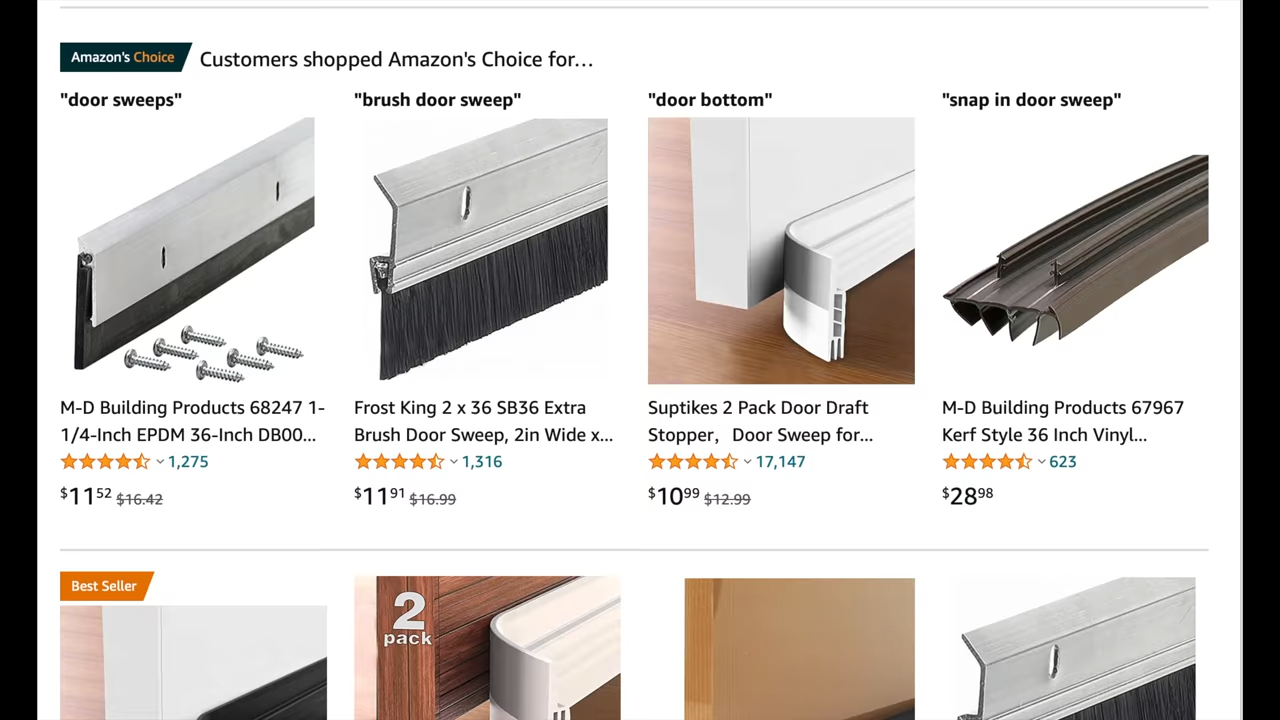 Amazon's Choice Customers shopped Amazon's Choice for…
"door sweeps"
"brush door sweep"
"door bottom"
"snap in door sweep"
M-D Building Products 68247 1-
1/4-Inch EPDM 36-Inch DB00...
1,275
$11 52 $16.42
Frost King 2 x 36 SB36 Extra
Brush Door Sweep, 2in Wide x...
1,316
$11 91 $16.99
Suptikes 2 Pack Door Draft
Stopper，Door Sweep for...
17,147
$10 99 $12.99
M-D Building Products 67967
Kerf Style 36 Inch Vinyl...
623
$28 98
Best Seller
2
pack